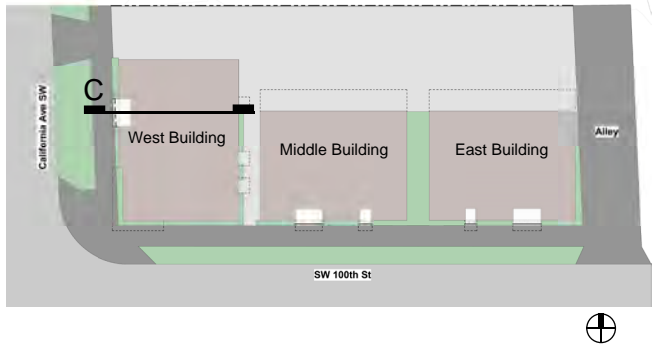 C
California Ave SW
West Building
Middle Building
East Building
Alley
SW 100th St